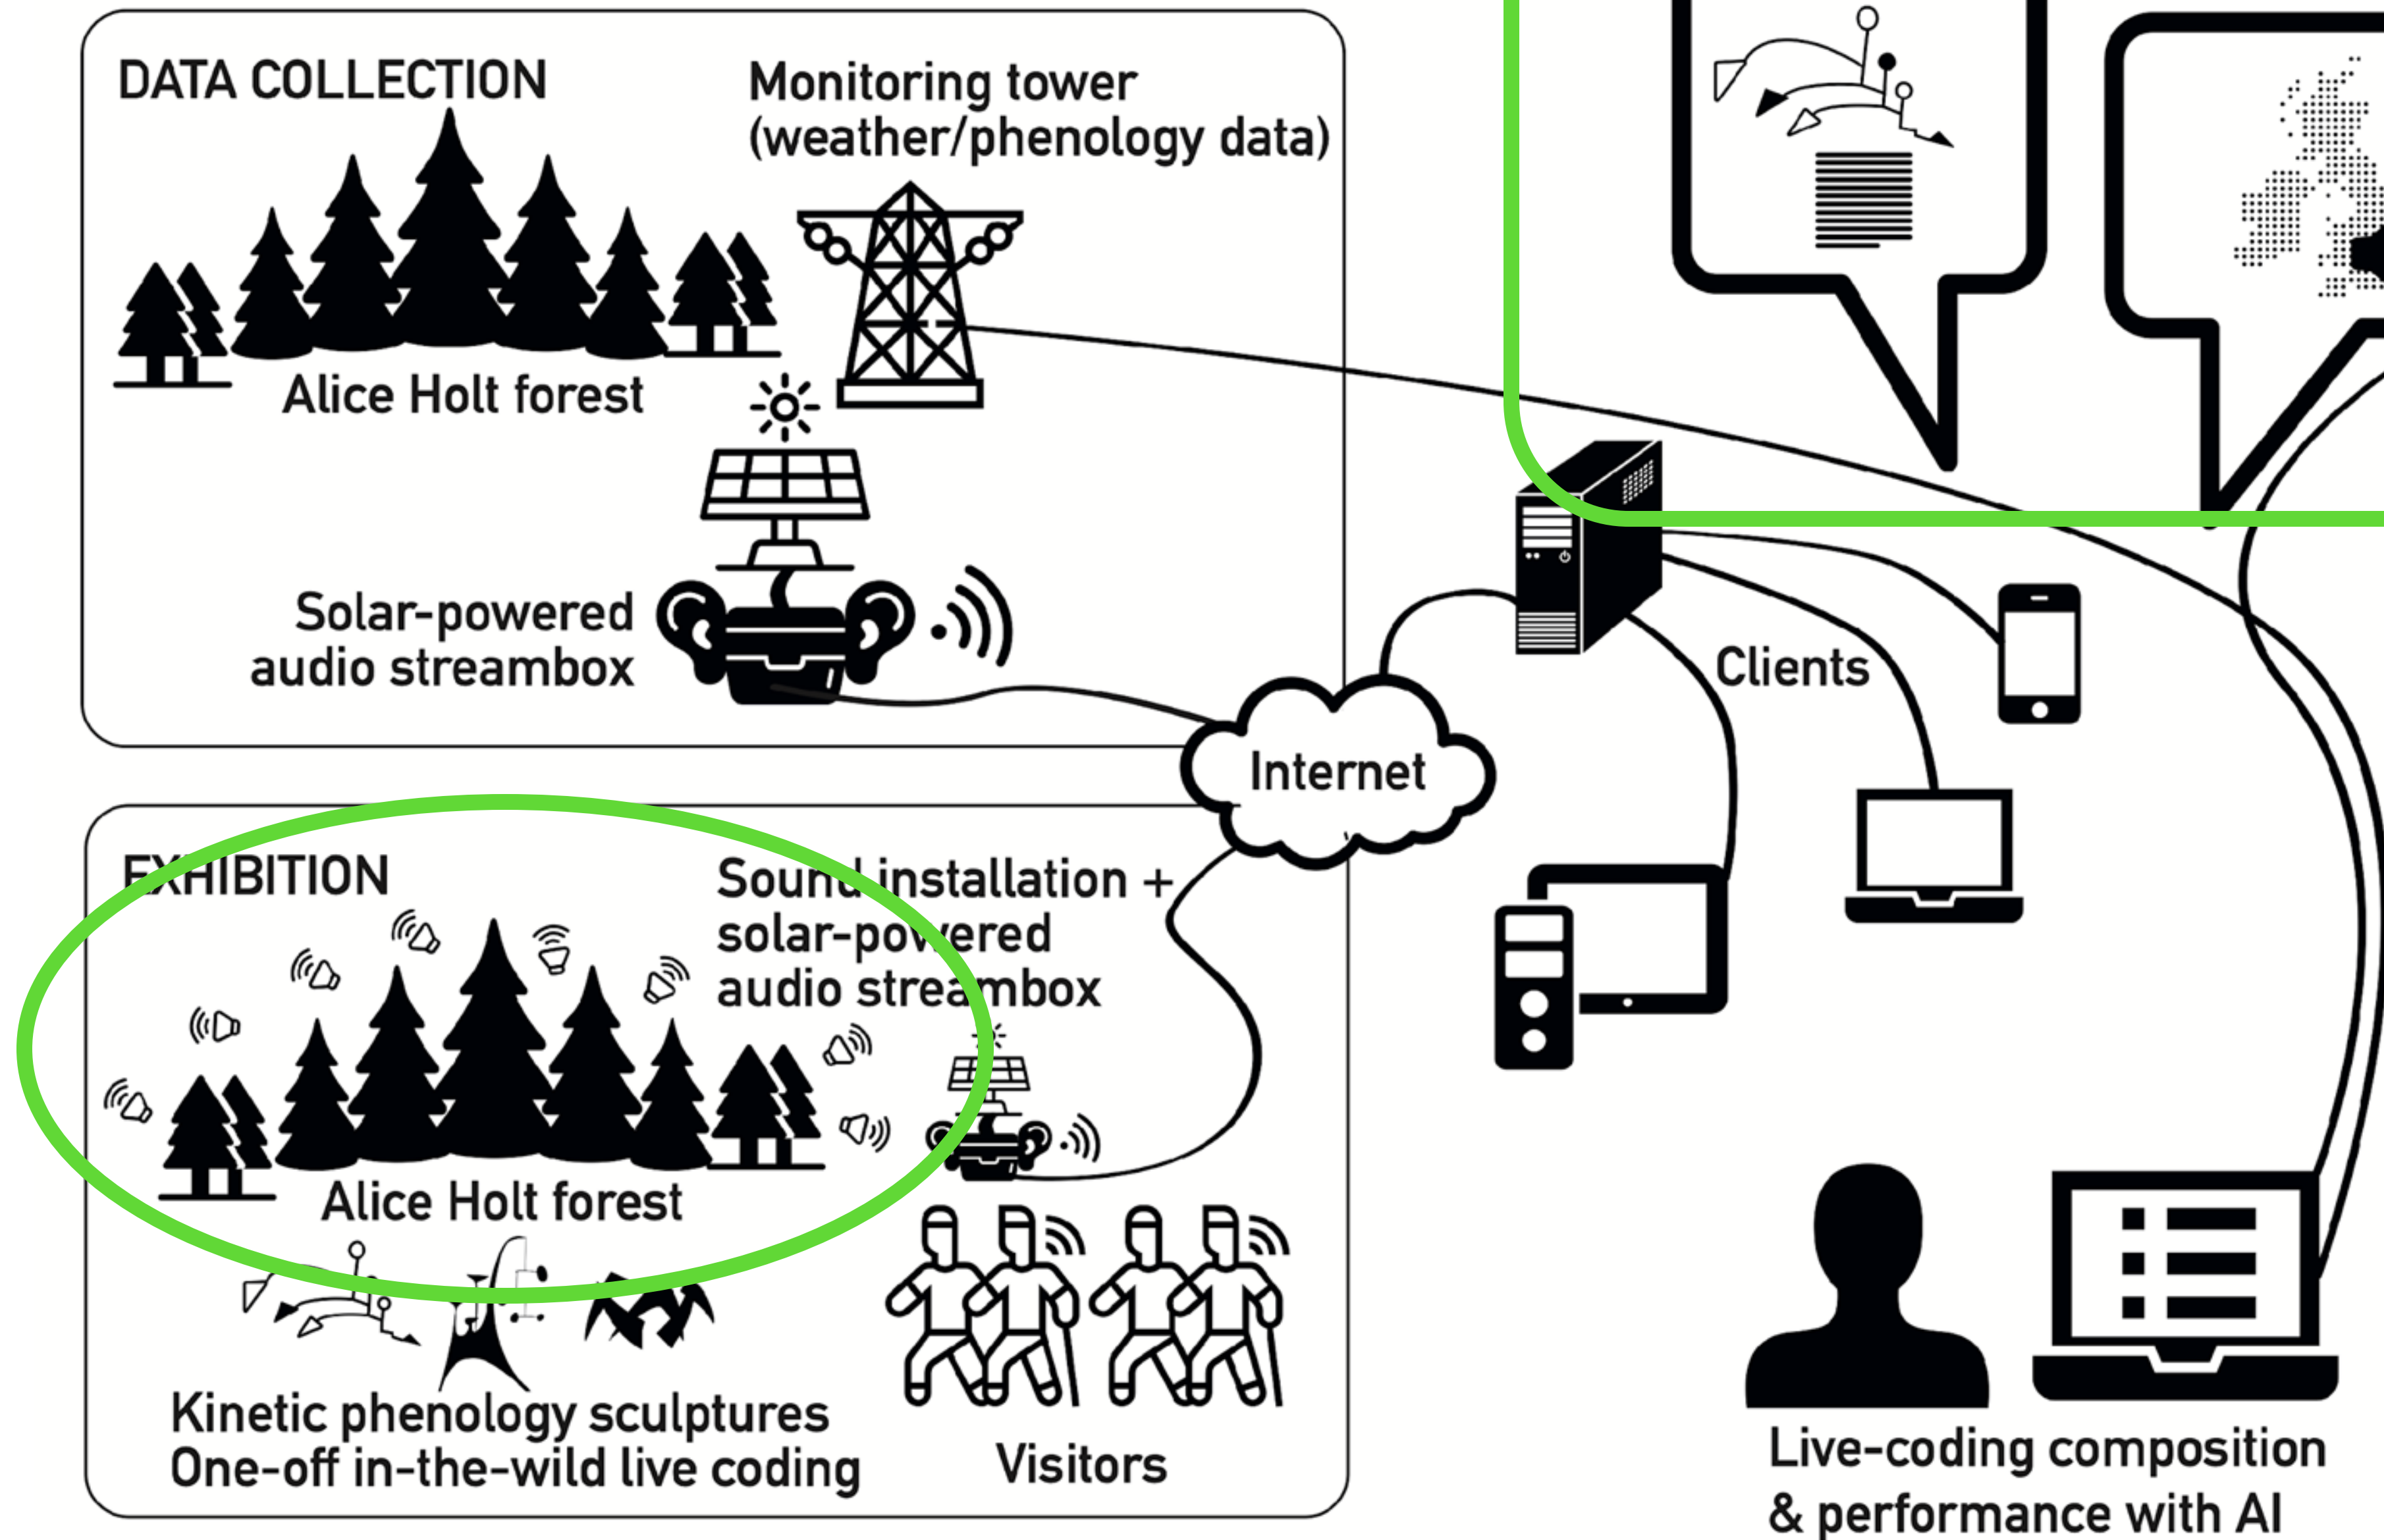 DATA COLLECTION
Monitoring tower
(weather/phenology data)
Alice Holt forest
Solar-powered
audio streambox
Internet
Clients
EXHIBITION
Sound installation +
solar-powered
audio streambox
Alice Holt forest
Kinetic phenology sculptures
One-off in-the-wild live coding
Visitors
Live-coding composition
& performance with AI